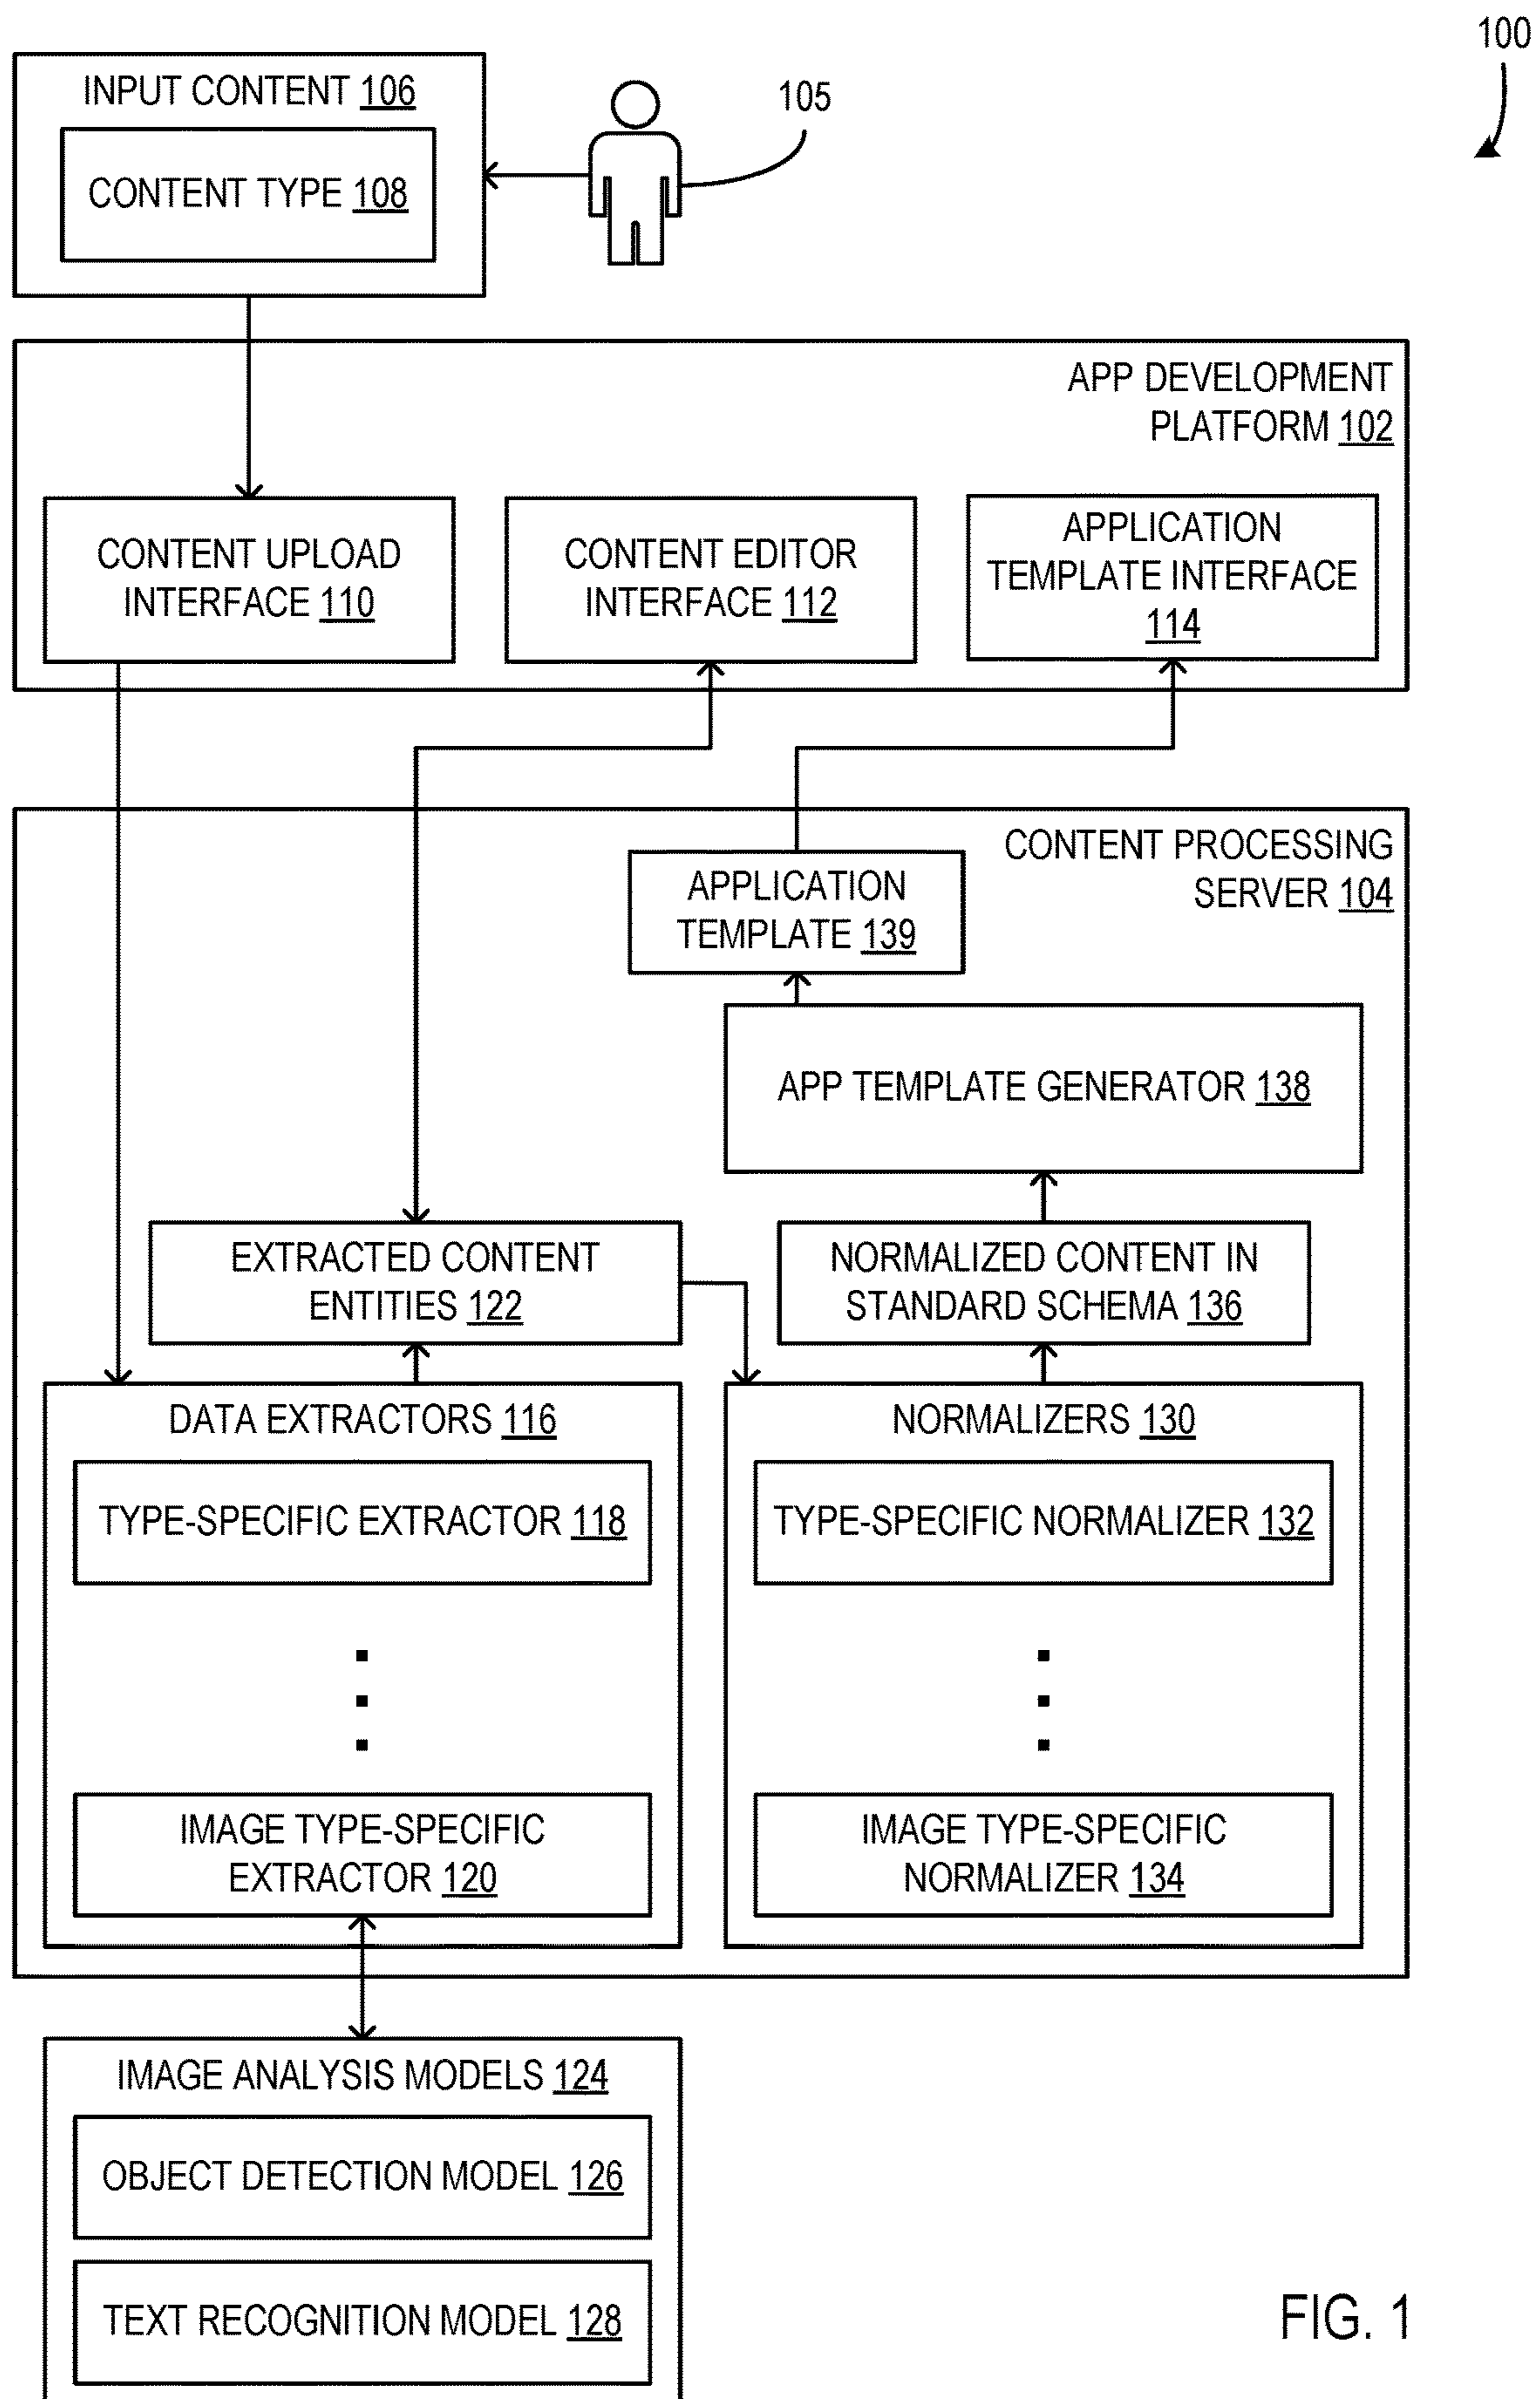 100
INPUT CONTENT 106
105
CONTENT TYPE 108
APP DEVELOPMENT
PLATFORM 102
CONTENT UPLOAD
INTERFACE 110
CONTENT EDITOR
INTERFACE 112
APPLICATION
TEMPLATE INTERFACE
114
CONTENT PROCESSING
SERVER 104
APPLICATION
TEMPLATE 139
APP TEMPLATE GENERATOR 138
EXTRACTED CONTENT
ENTITIES 122
NORMALIZED CONTENT IN
STANDARD SCHEMA 136
DATA EXTRACTORS 116
TYPE-SPECIFIC EXTRACTOR 118
IMAGE TYPE-SPECIFIC
EXTRACTOR 120
NORMALIZERS 130
TYPE-SPECIFIC NORMALIZER 132
IMAGE TYPE-SPECIFIC
NORMALIZER 134
IMAGE ANALYSIS MODELS 124
OBJECT DETECTION MODEL 126
TEXT RECOGNITION MODEL 128
FIG. 1